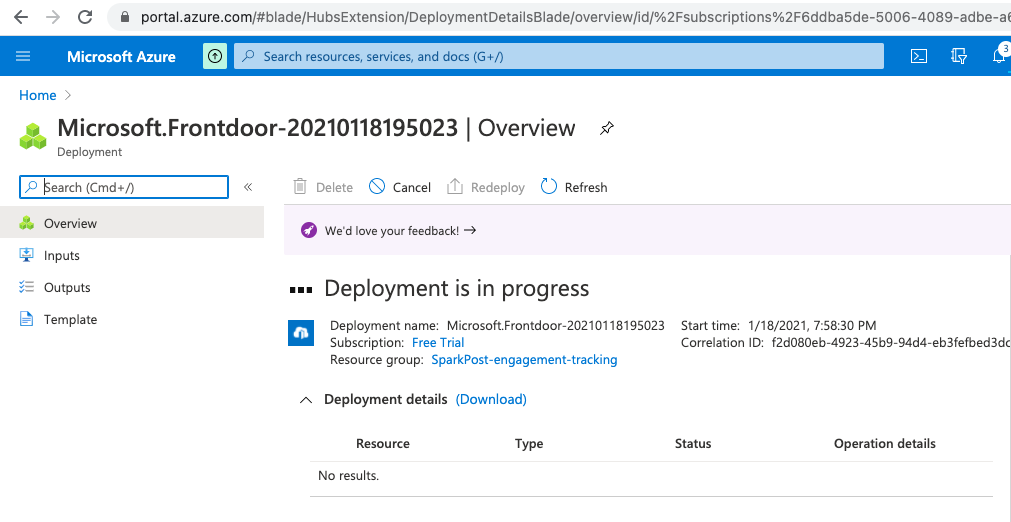 portal.azure.com/#blade/HubsExtension/DeploymentDetailsBlade/overview/id/%2Fsubscriptions%2F6ddba5de-5006-4089-adbe-a6
Microsoft Azure
Search resources, services, and docs (G+/)
3
Home
Microsoft.Frontdoor-20210118195023 | Overview
Deployment
Search (Cmd+/)
«
Delete
Cancel
Redeploy
Refresh
Overview
Inputs
Outputs
Template
We'd love your feedback! →
Deployment is in progress
Deployment name: Microsoft.Frontdoor-20210118195023
Subscription: Free Trial
Resource group: SparkPost-engagement-tracking
Start time: 1/18/2021, 7:58:30 PM
Correlation ID: f2d080eb-4923-45b9-94d4-eb3fefbed3dc
Deployment details (Download)
Resource Type Status Operation details
No results.